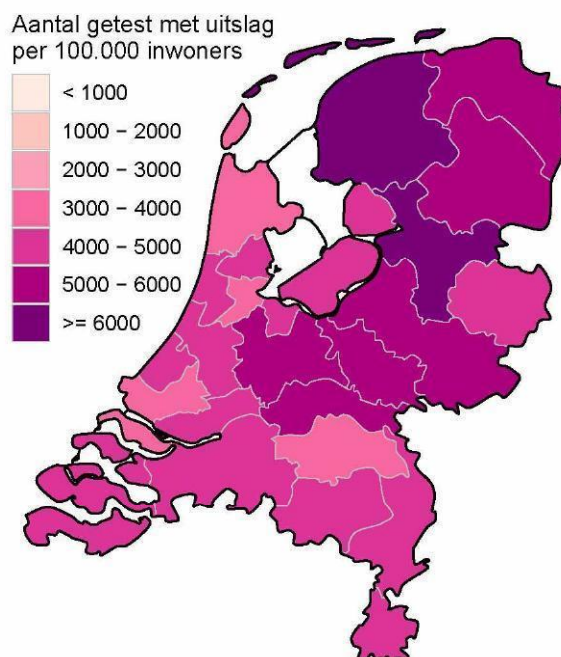 Aantal getest met uitslag
per 100.000 inwoners
< 1000
1000 – 2000
2000 – 3000
3000 – 4000
4000 – 5000
5000 – 6000
>= 6000